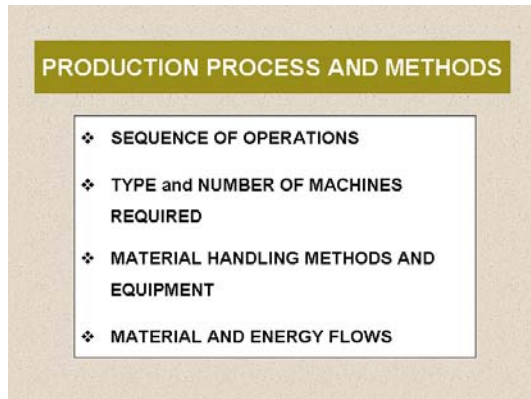 PRODUCTION PROCESS AND METHODS
❖ SEQUENCE OF OPERATIONS
❖ TYPE and NUMBER OF MACHINES
REQUIRED
❖ MATERIAL HANDLING METHODS AND
EQUIPMENT
❖ MATERIAL AND ENERGY FLOWS